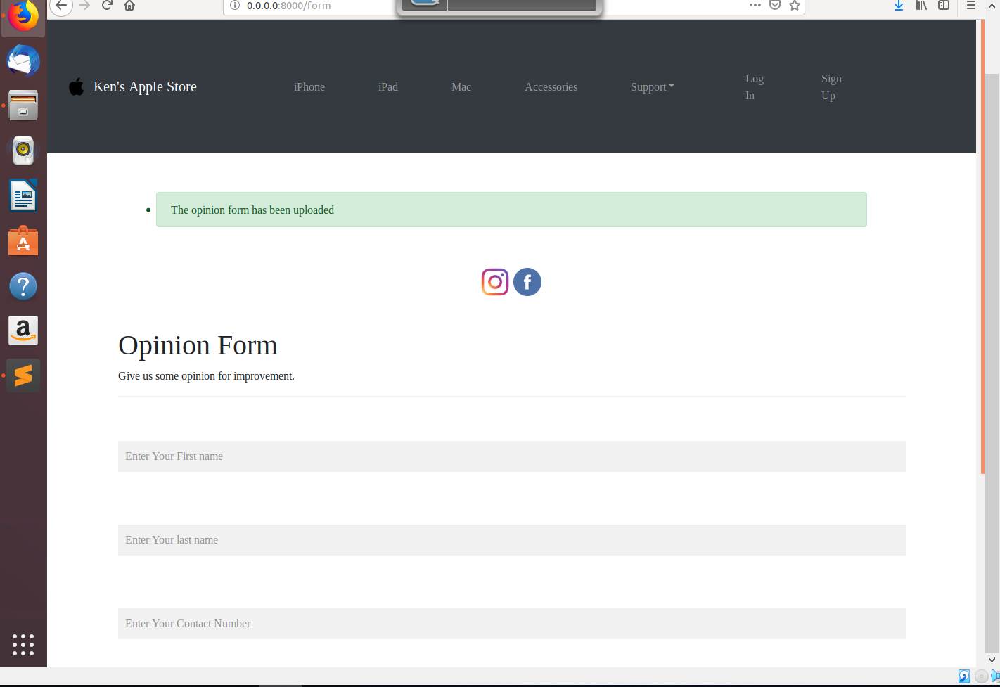 0.0.0.0:8000/form
Ken's Apple Store
iPhone
iPad
Mac
Accessories
Support
Log In
Sign Up
The opinion form has been uploaded
Opinion Form
Give us some opinion for improvement.
Enter Your First name
Enter Your last name
Enter Your Contact Number